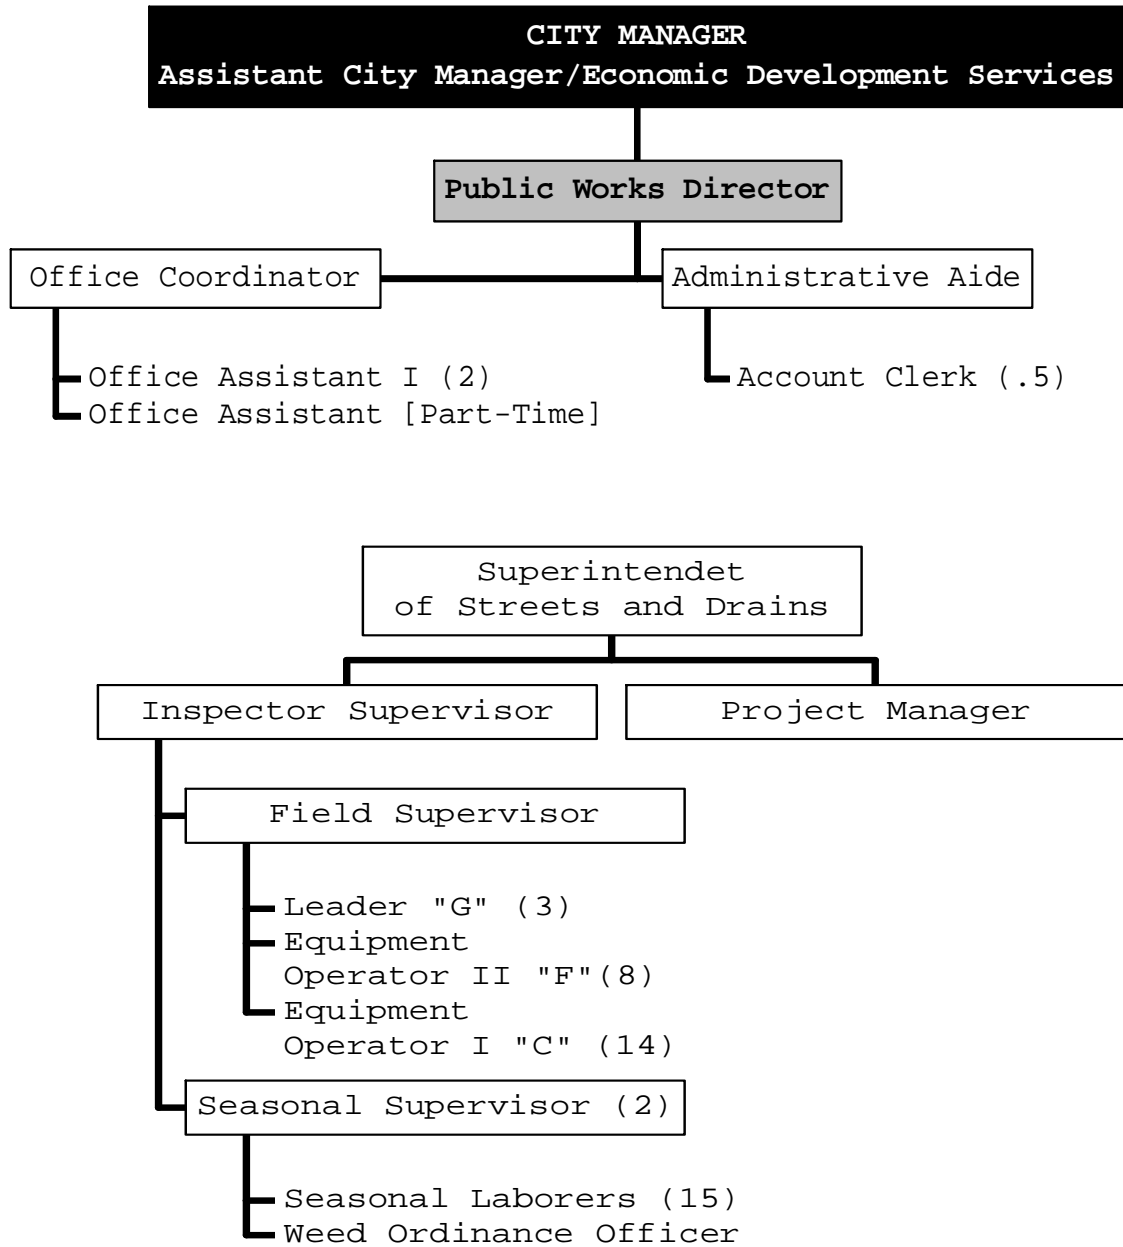 CITY MANAGER
Assistant City Manager/Economic Development Services
Public Works Director
Office Coordinator
Administrative Aide
Office Assistant I (2)
Office Assistant [Part-Time]
Account Clerk (.5)
Superintendet
of Streets and Drains
Inspector Supervisor
Project Manager
Field Supervisor
Leader "G" (3)
Equipment
Operator II "F"(8)
Equipment
Operator I "C" (14)
Seasonal Supervisor (2)
Seasonal Laborers (15)
Weed Ordinance Officer